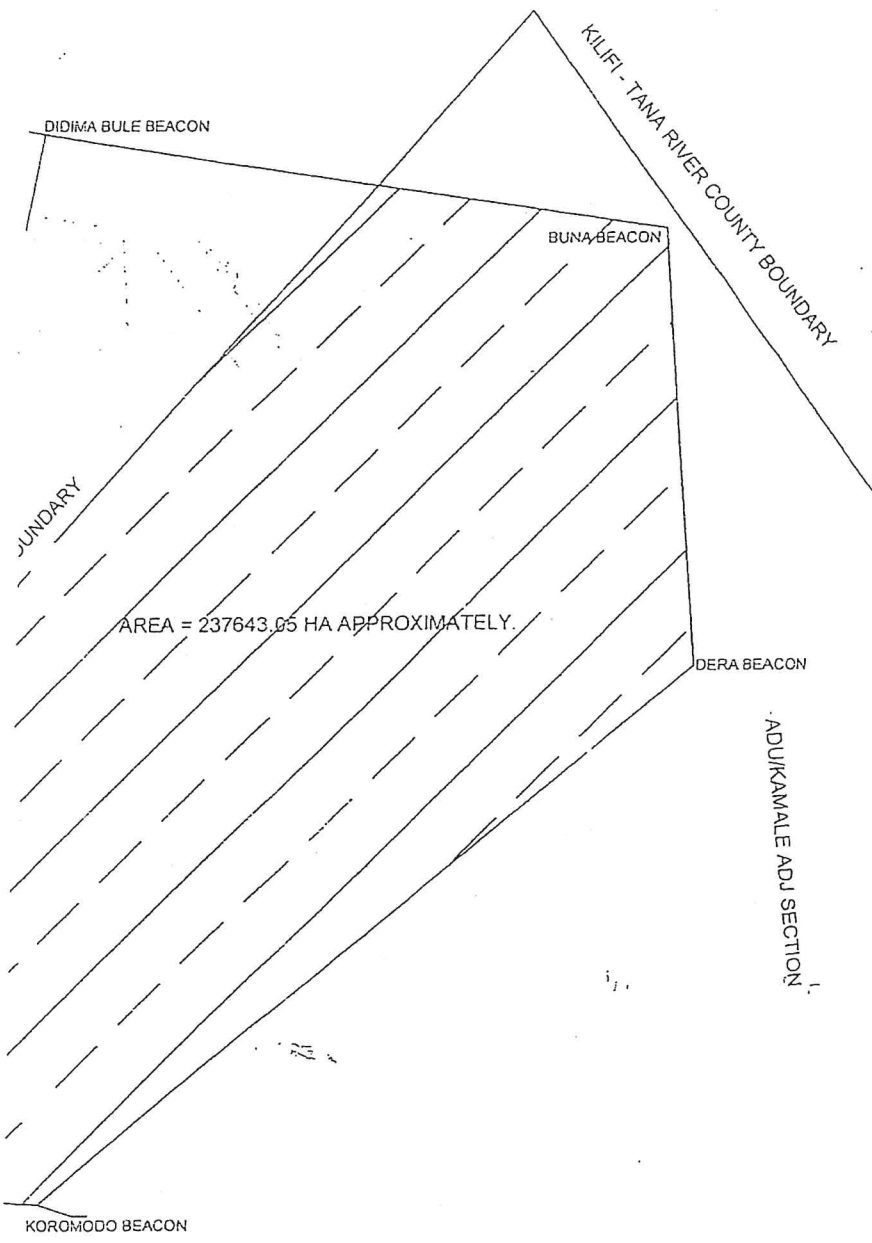 KILIFI - TANA RIVER COUNTY BOUNDARY
DIDIMA BULE BEACON
BUNA BEACON
UNDARY
AREA = 237643.05 HA APPROXIMATELY.
DERA BEACON
ADU/KAMALE ADJ SECTION
KOROMODO BEACON